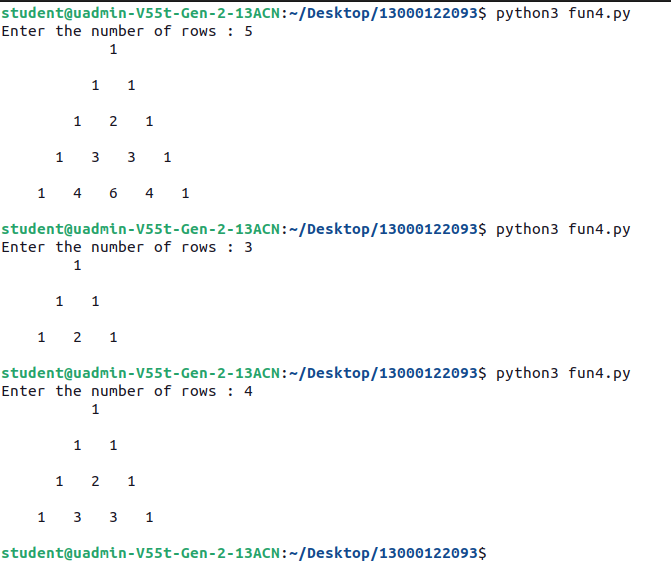 student@uadmin-V55t-Gen-2-13ACN:~/Desktop/13000122093$ python3 fun4.py
Enter the number of rows : 5
            1
          1   1
        1   2   1
      1   3   3   1
    1   4   6   4   1
student@uadmin-V55t-Gen-2-13ACN:~/Desktop/13000122093$ python3 fun4.py
Enter the number of rows : 3
        1
      1   1
    1   2   1
student@uadmin-V55t-Gen-2-13ACN:~/Desktop/13000122093$ python3 fun4.py
Enter the number of rows : 4
          1
        1   1
      1   2   1
    1   3   3   1
student@uadmin-V55t-Gen-2-13ACN:~/Desktop/13000122093$